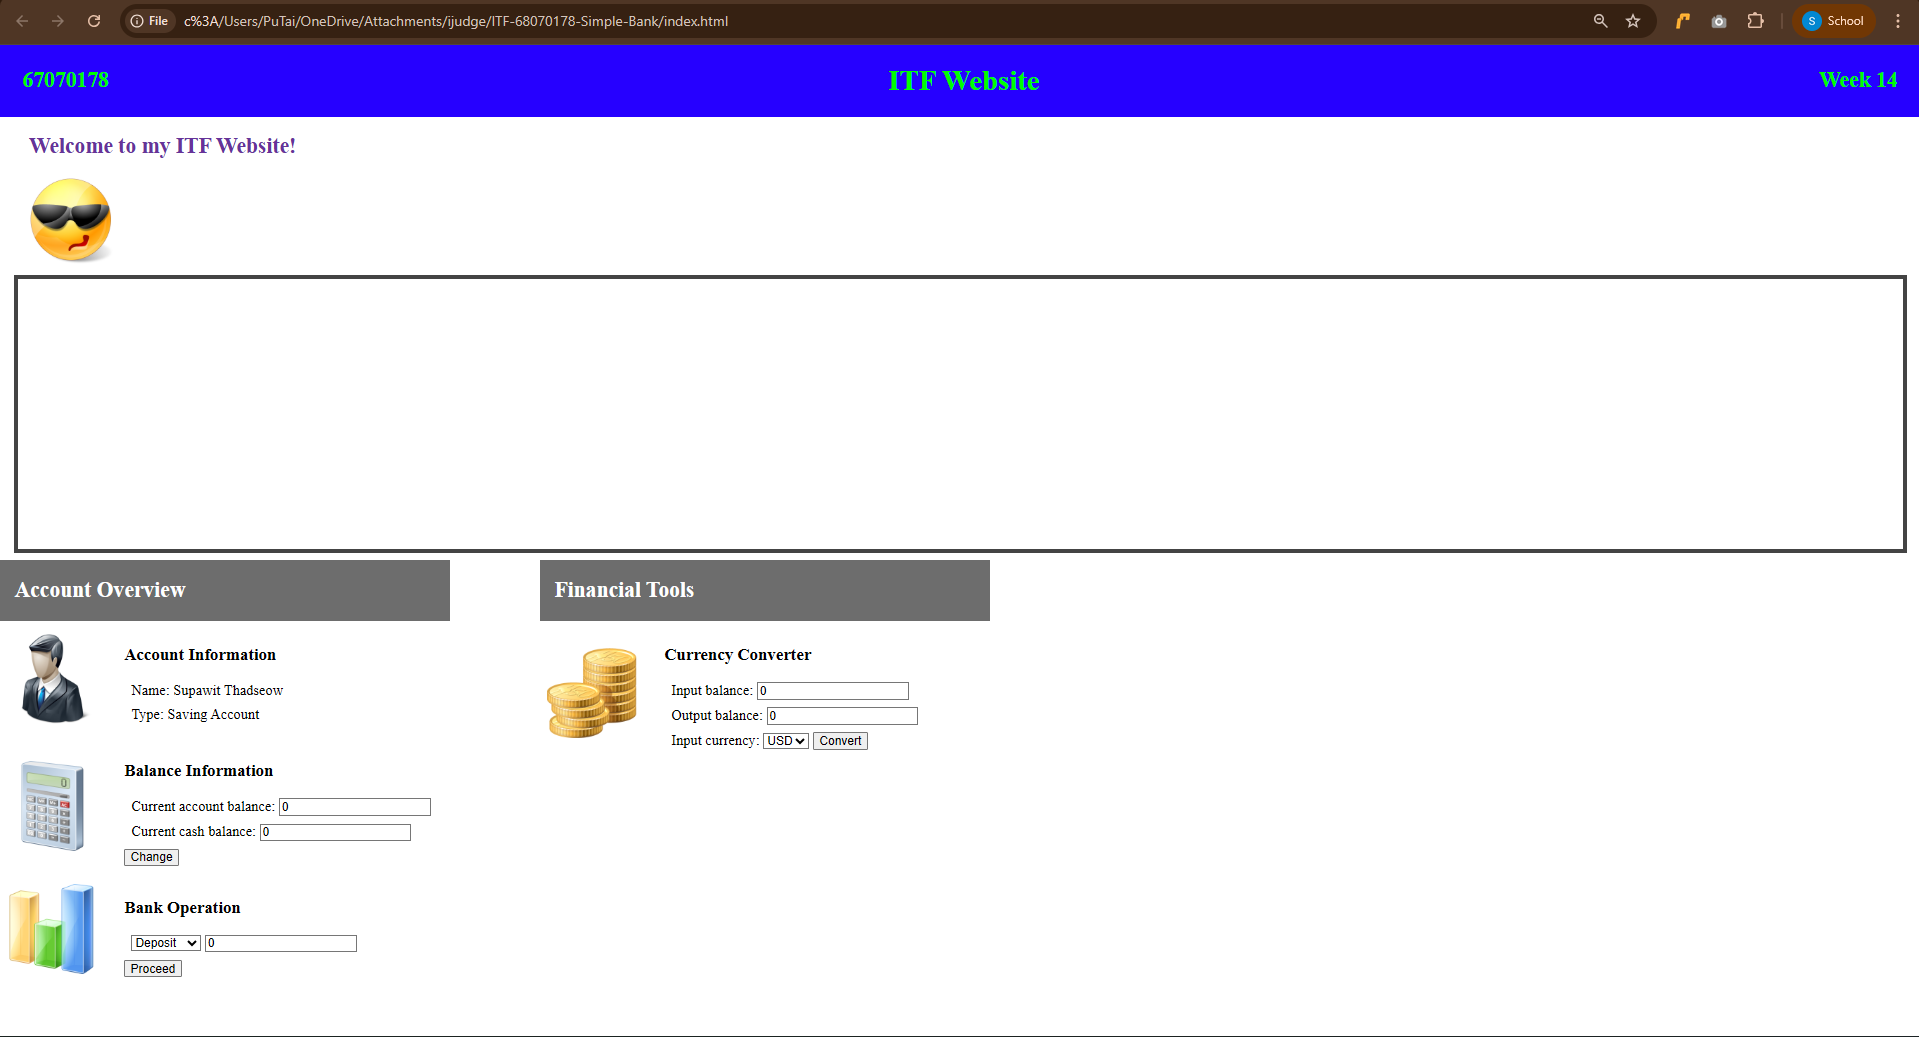 File c%3A/Users/PuTai/OneDrive/Attachments/ijudge/ITF-68070178-Simple-Bank/index.html S School
67070178 ITF Website Week 14
Welcome to my ITF Website!
Account Overview
Account Information
Name: Supawit Thadseow
Type: Saving Account
Balance Information
Current account balance: 0
Current cash balance: 0
Change
Bank Operation
Deposit 0
Proceed
Financial Tools
Currency Converter
Input balance: 0
Output balance: 0
Input currency: USD Convert